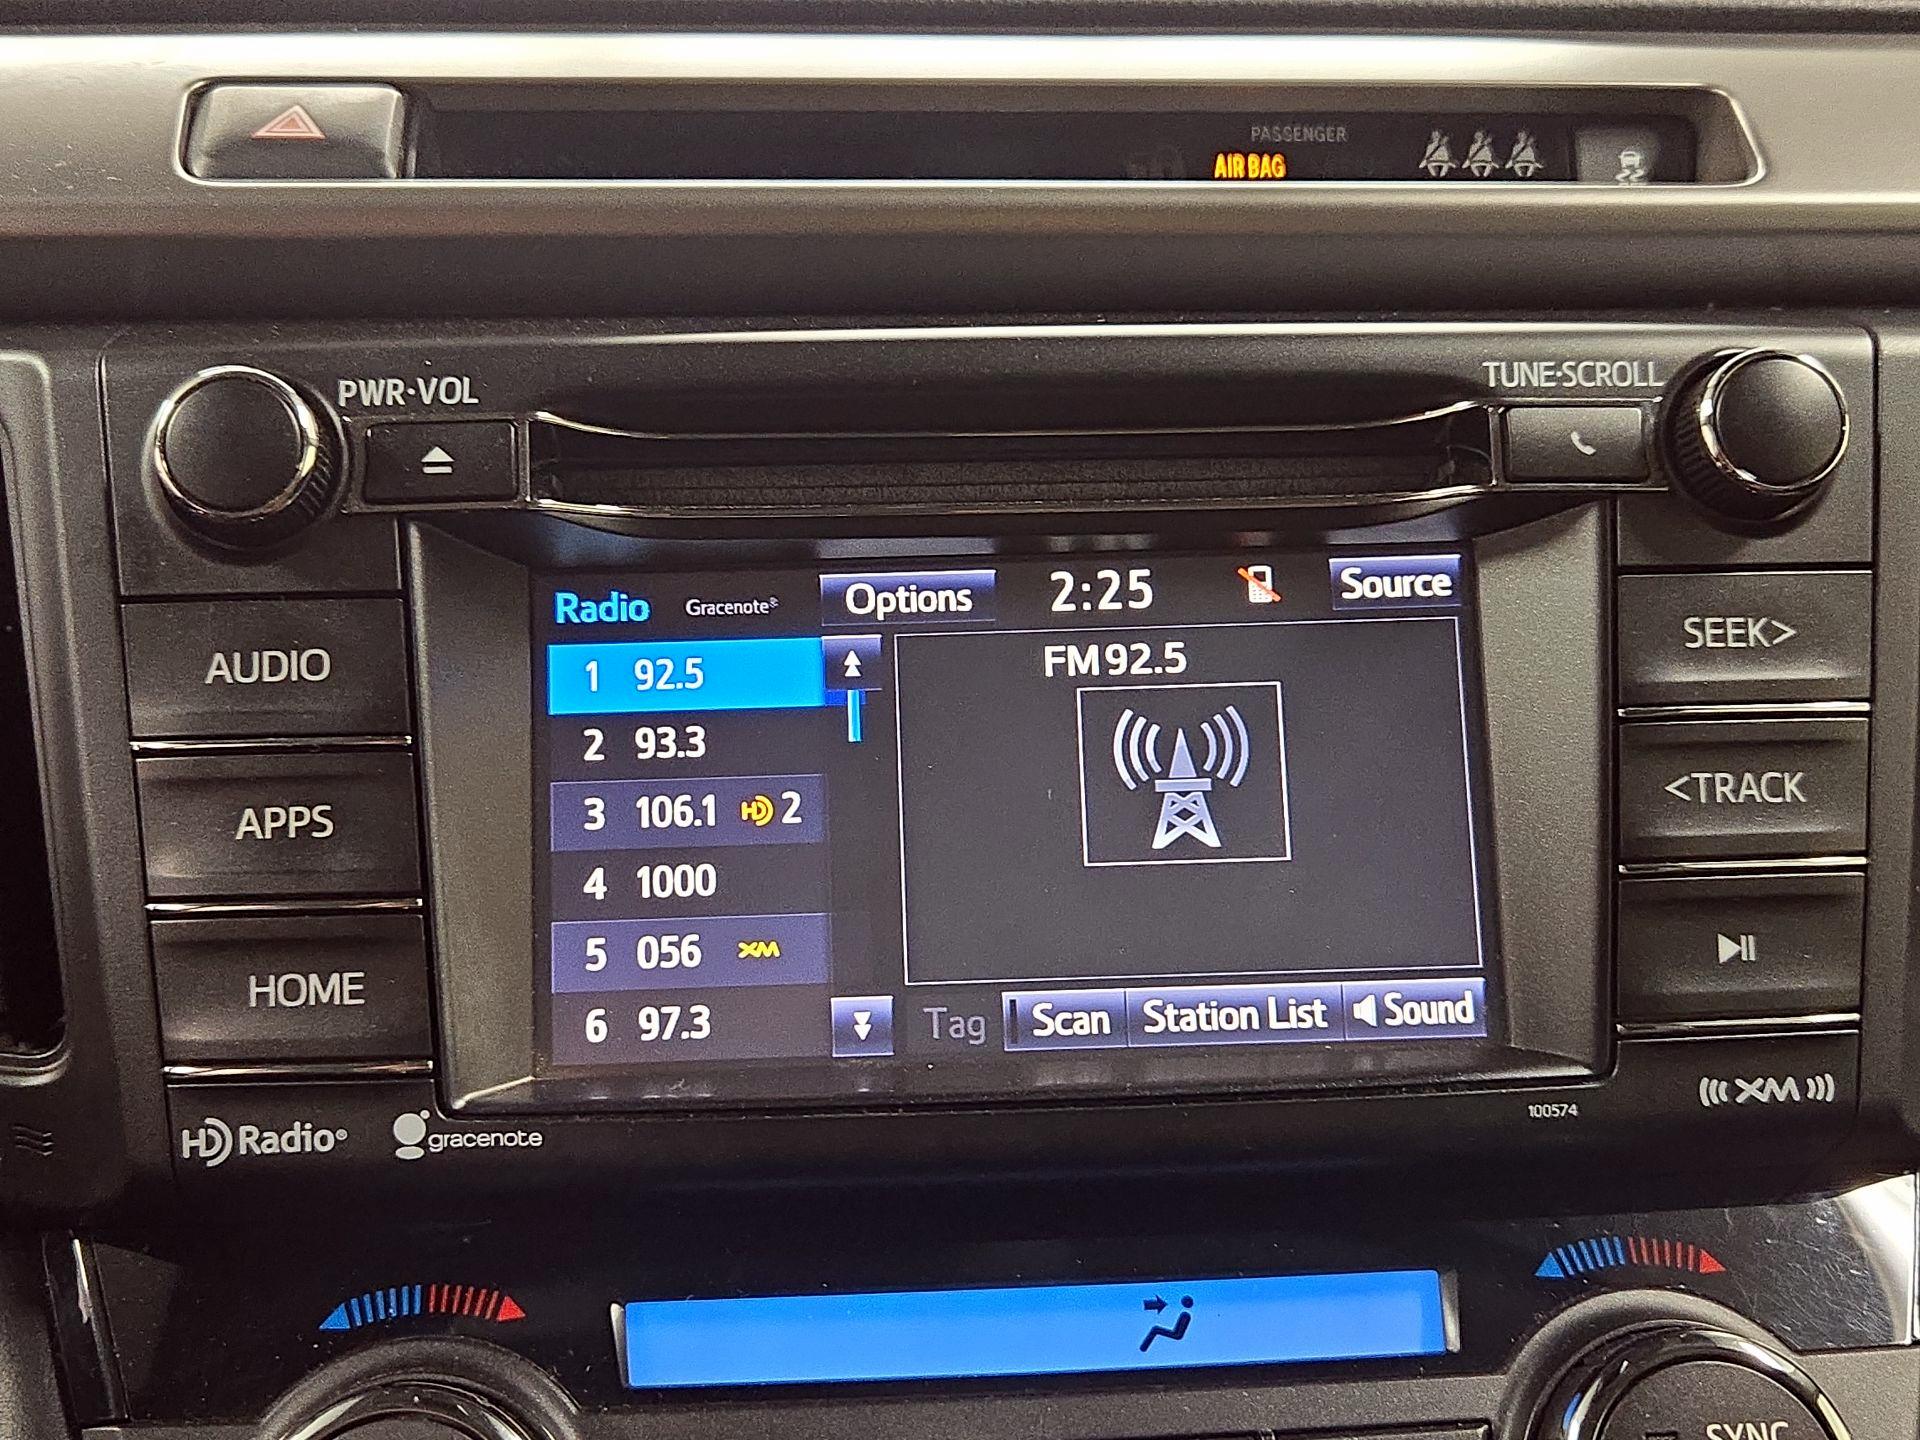 PASSENGER
AIR BAG
PWR·VOL
TUNE·SCROLL
Radio Gracenote® Options 2:25 Source
1 92.5
FM 92.5
2 93.3
3 106.1 HD 2
4 1000
5 056 XM
6 97.3
Tag Scan Station List Sound
AUDIO
APPS
HOME
SEEK>
<TRACK
HD Radio®
gracenote
100574
((( XM )))
SYNC